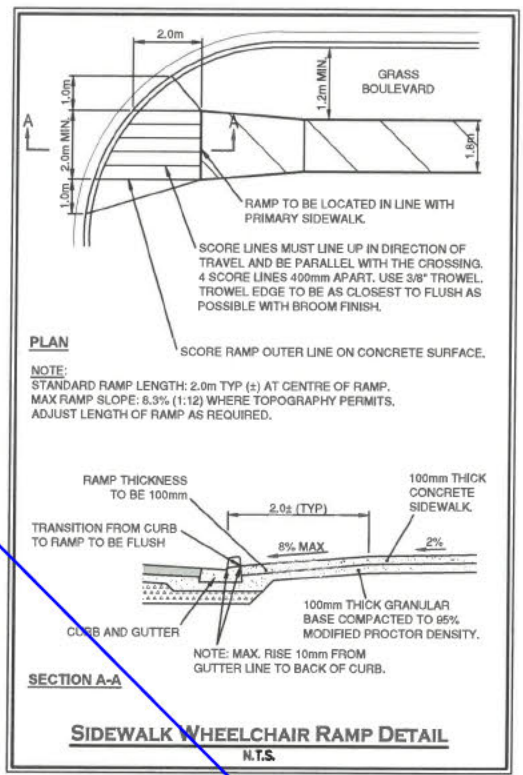 2.0m
1.0m
1.2m MIN.
GRASS
BOULEVARD
A
A
2.0m MIN.
1.8m
1.0m
RAMP TO BE LOCATED IN LINE WITH
PRIMARY SIDEWALK.
SCORE LINES MUST LINE UP IN DIRECTION OF
TRAVEL AND BE PARALLEL WITH THE CROSSING.
4 SCORE LINES 400mm APART. USE 3/8" TROWEL.
TROWEL EDGE TO BE AS CLOSEST TO FLUSH AS
POSSIBLE WITH BROOM FINISH.
PLAN
SCORE RAMP OUTER LINE ON CONCRETE SURFACE.
NOTE:
STANDARD RAMP LENGTH: 2.0m TYP (±) AT CENTRE OF RAMP.
MAX RAMP SLOPE: 8.3% (1:12) WHERE TOPOGRAPHY PERMITS.
ADJUST LENGTH OF RAMP AS REQUIRED.
RAMP THICKNESS
TO BE 100mm
100mm THICK
CONCRETE
SIDEWALK.
2.0± (TYP)
TRANSITION FROM CURB
TO RAMP TO BE FLUSH
8% MAX
2%
CURB AND GUTTER
100mm THICK GRANULAR
BASE COMPACTED TO 95%
MODIFIED PROCTOR DENSITY.
NOTE: MAX. RISE 10mm FROM
GUTTER LINE TO BACK OF CURB.
SECTION A-A
SIDEWALK WHEELCHAIR RAMP DETAIL
N.T.S.